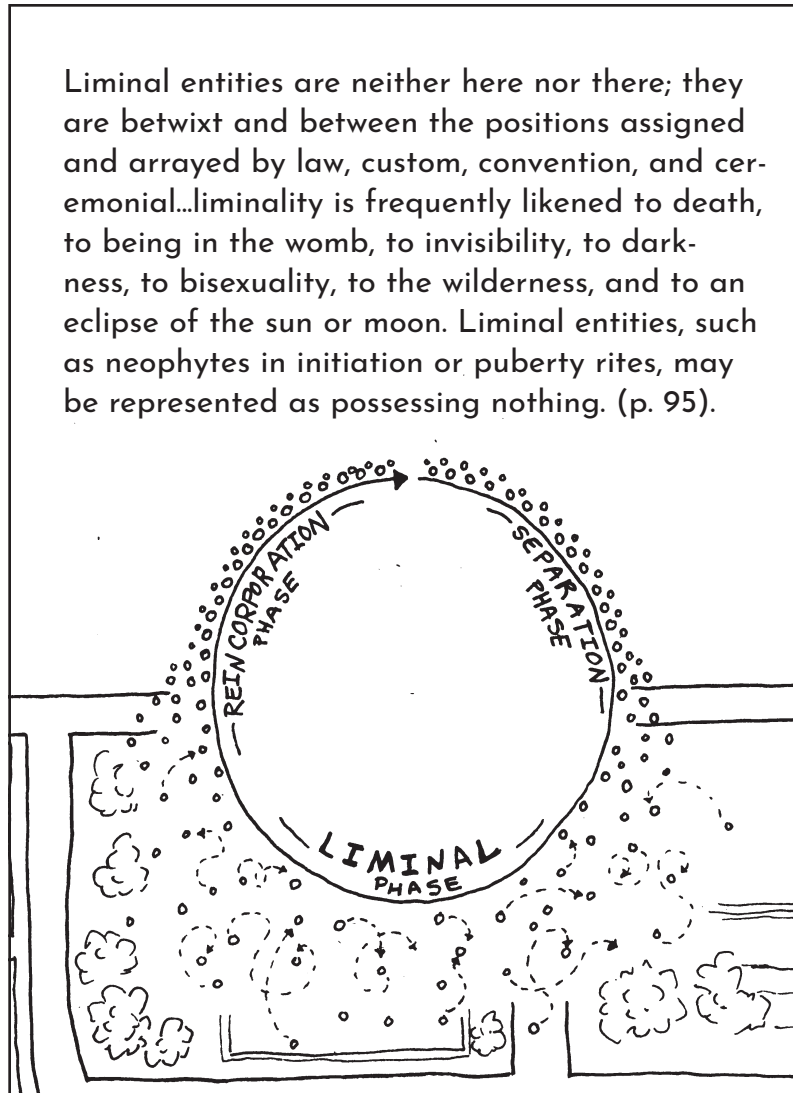 Liminal entities are neither here nor there; they
are betwixt and between the positions assigned
and arrayed by law, custom, convention, and cer-
emonial...liminality is frequently likened to death,
to being in the womb, to invisibility, to dark-
ness, to bisexuality, to the wilderness, and to an
eclipse of the sun or moon. Liminal entities, such
as neophytes in initiation or puberty rites, may
be represented as possessing nothing. (p. 95).
REINCORPORATION
PHASE
SEPARATION
PHASE
LIMINAL
PHASE